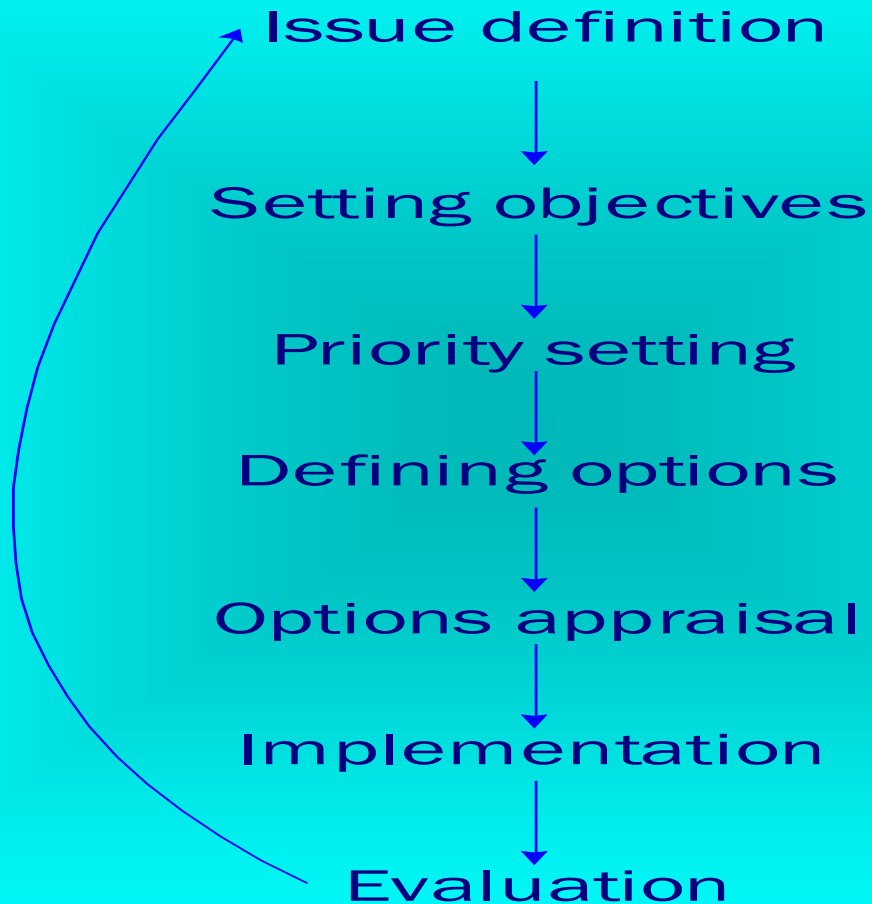 Issue definition
Setting objectives
Priority setting
Defining options
Options appraisal
Implementation
Evaluation